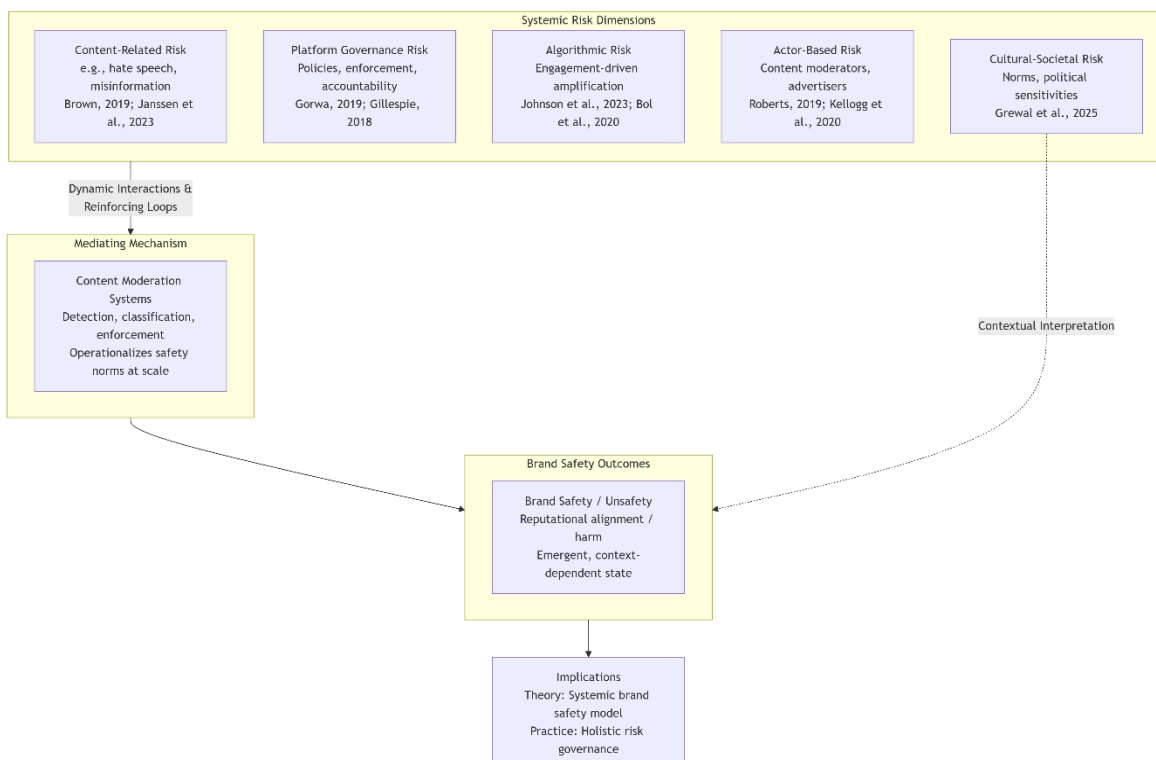 Systemic Risk Dimensions
Content-Related Risk
e.g., hate speech,
misinformation
Brown, 2019; Janssen et
al., 2023
Platform Governance Risk
Policies, enforcement,
accountability
Gorwa, 2019; Gillespie,
2018
Algorithmic Risk
Engagement-driven
amplification
Johnson et al., 2023; Bol
et al., 2020
Actor-Based Risk
Content moderators,
advertisers
Roberts, 2019; Kellogg et
al., 2020
Cultural-Societal Risk
Norms, political
sensitivities
Grewal et al., 2025
Dynamic Interactions &
Reinforcing Loops
Mediating Mechanism
Content Moderation
Systems
Detection, classification,
enforcement
Operationalizes safety
norms at scale
Contextual Interpretation
Brand Safety Outcomes
Brand Safety / Unsafety
Reputational alignment /
harm
Emergent, context-
dependent state
Implications
Theory: Systemic brand
safety model
Practice: Holistic risk
governance